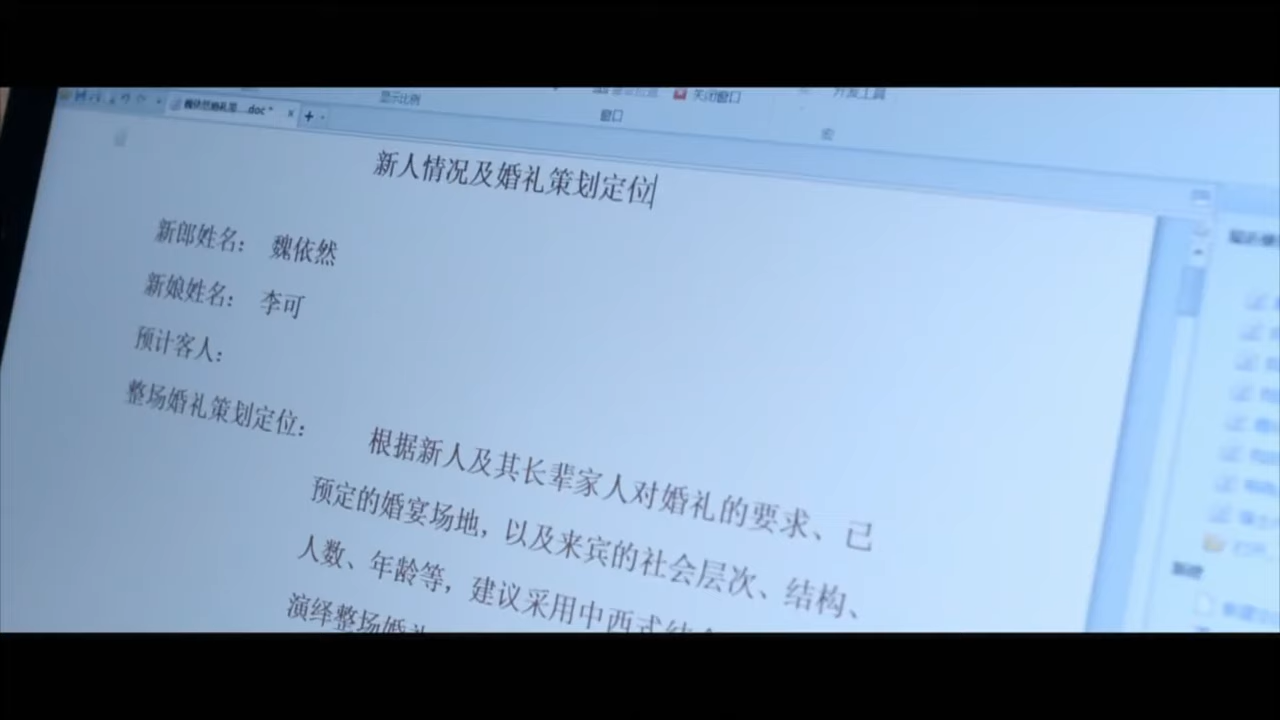 显示比例
关闭窗口
窗口
开发工具
宏
.doc *
新人情况及婚礼策划定位
新郎姓名： 魏依然
新娘姓名： 李可
预计客人：
整场婚礼策划定位： 根据新人及其长辈家人对婚礼的要求、已
预定的婚宴场地，以及来宾的社会层次、结构、
人数、年龄等，建议采用中西式结合
演绎整场婚礼